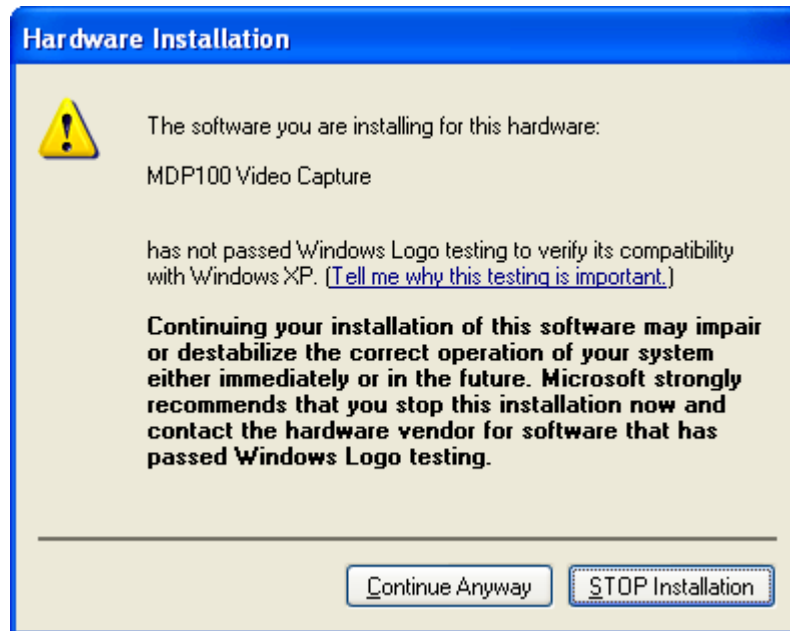 Hardware Installation
The software you are installing for this hardware:
MDP100 Video Capture
has not passed Windows Logo testing to verify its compatibility
with Windows XP. (Tell me why this testing is important.)
Continuing your installation of this software may impair
or destabilize the correct operation of your system
either immediately or in the future. Microsoft strongly
recommends that you stop this installation now and
contact the hardware vendor for software that has
passed Windows Logo testing.
Continue Anyway
STOP Installation